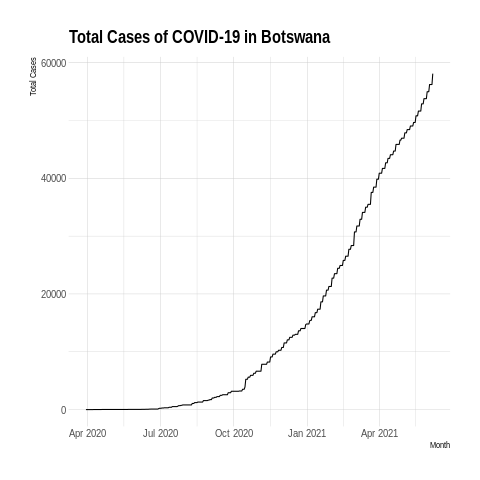 Total Cases of COVID-19 in Botswana
Total Cases
60000
40000
20000
0
Apr 2020 Jul 2020 Oct 2020 Jan 2021 Apr 2021
Month